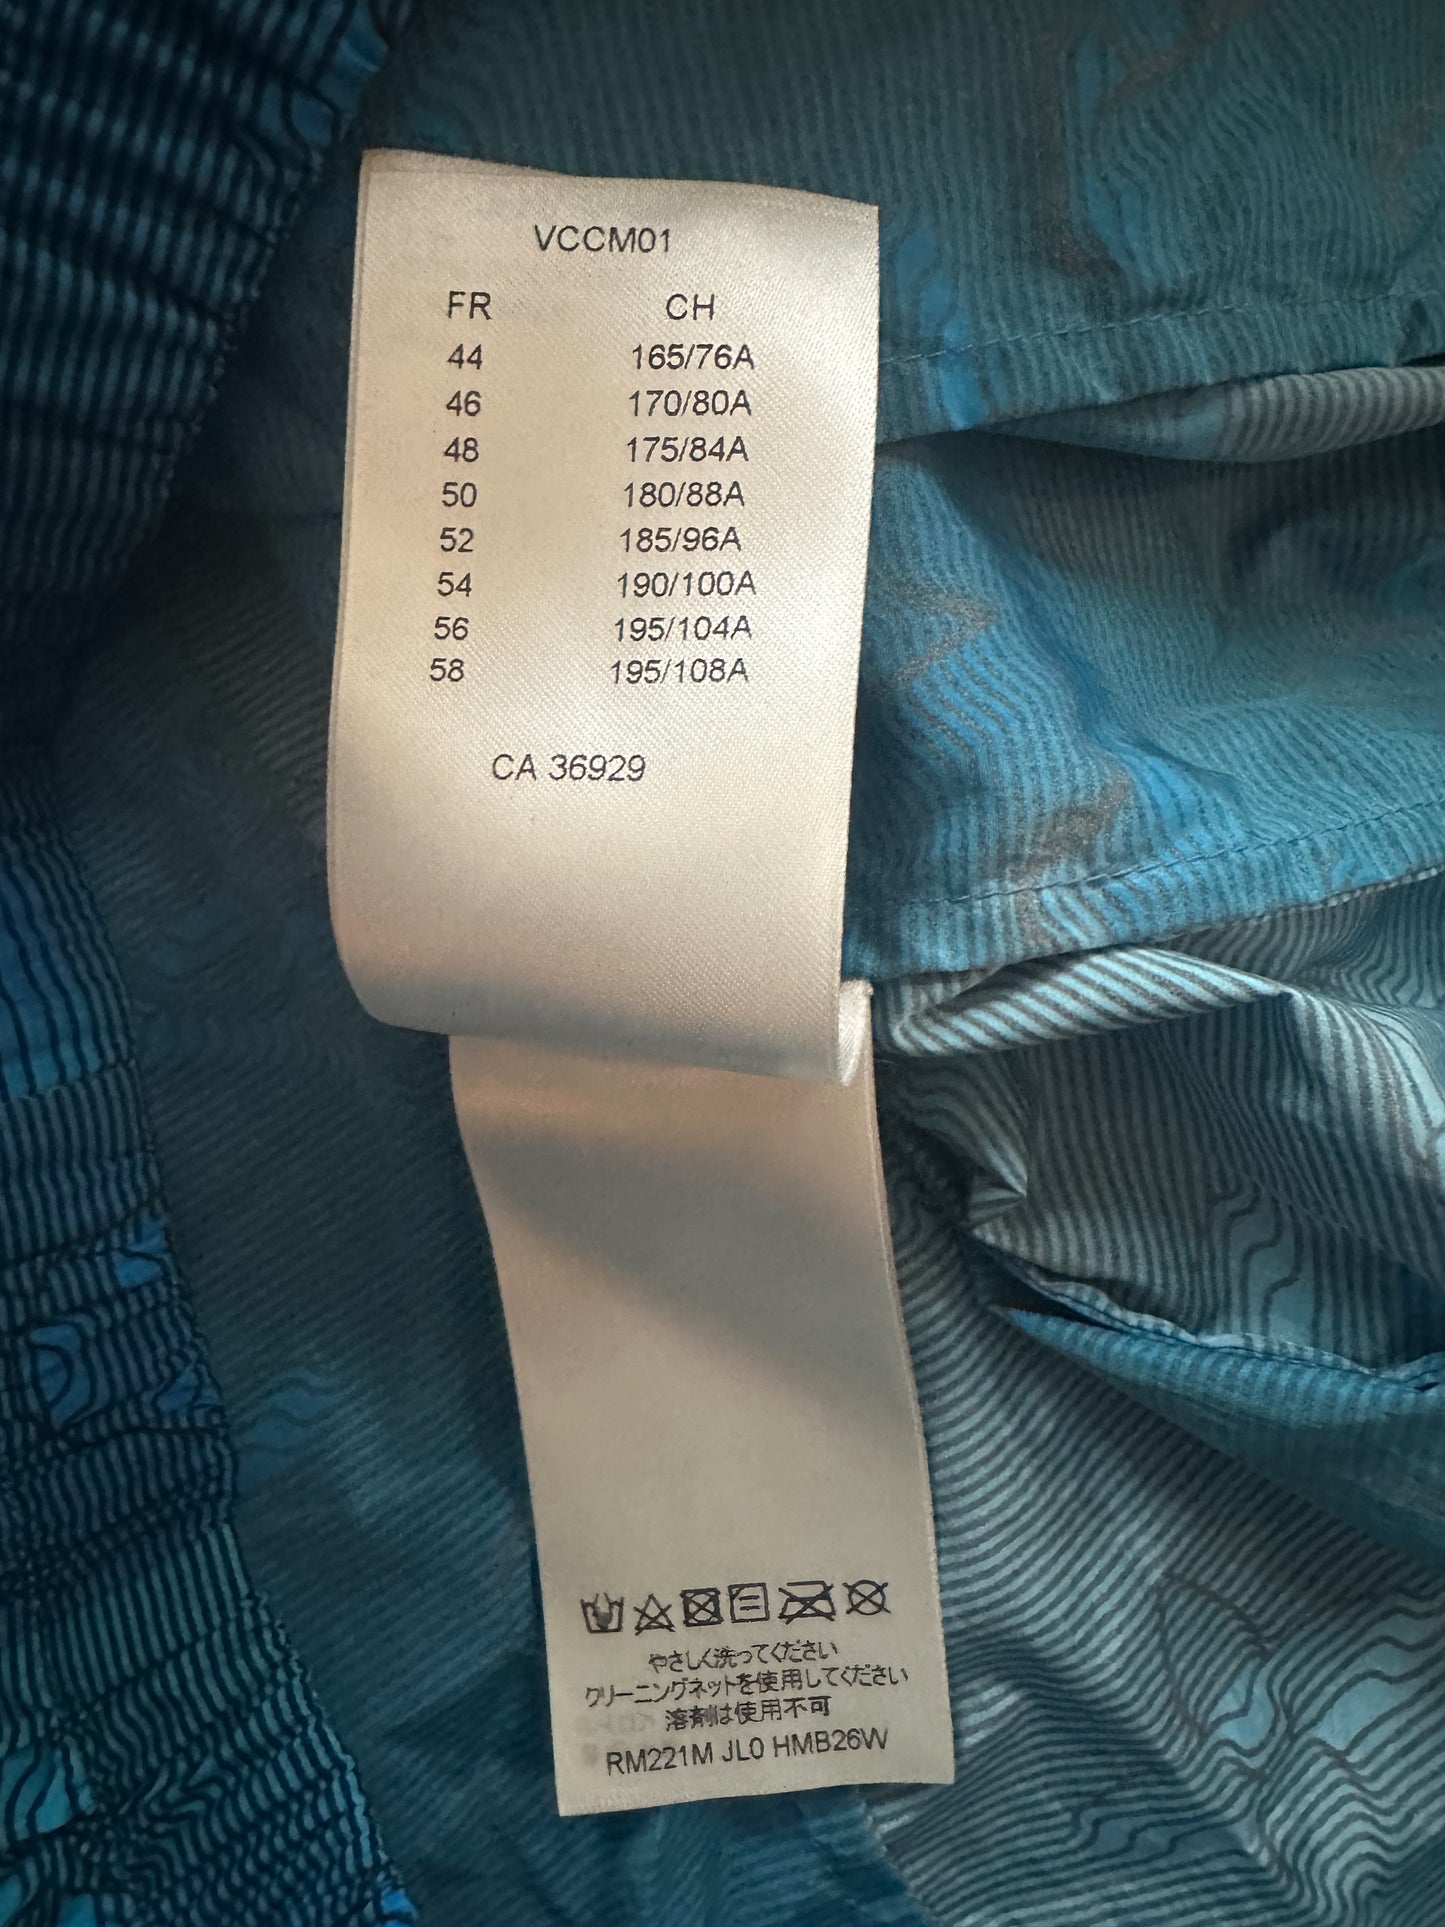 VCCM01
FR CH
44 165/76A
46 170/80A
48 175/84A
50 180/88A
52 185/96A
54 190/100A
56 195/104A
58 195/108A
CA 36929
やさしく洗ってください
クリーニングネットを使用してください
溶剤は使用不可
RM221M JL0 HMB26W